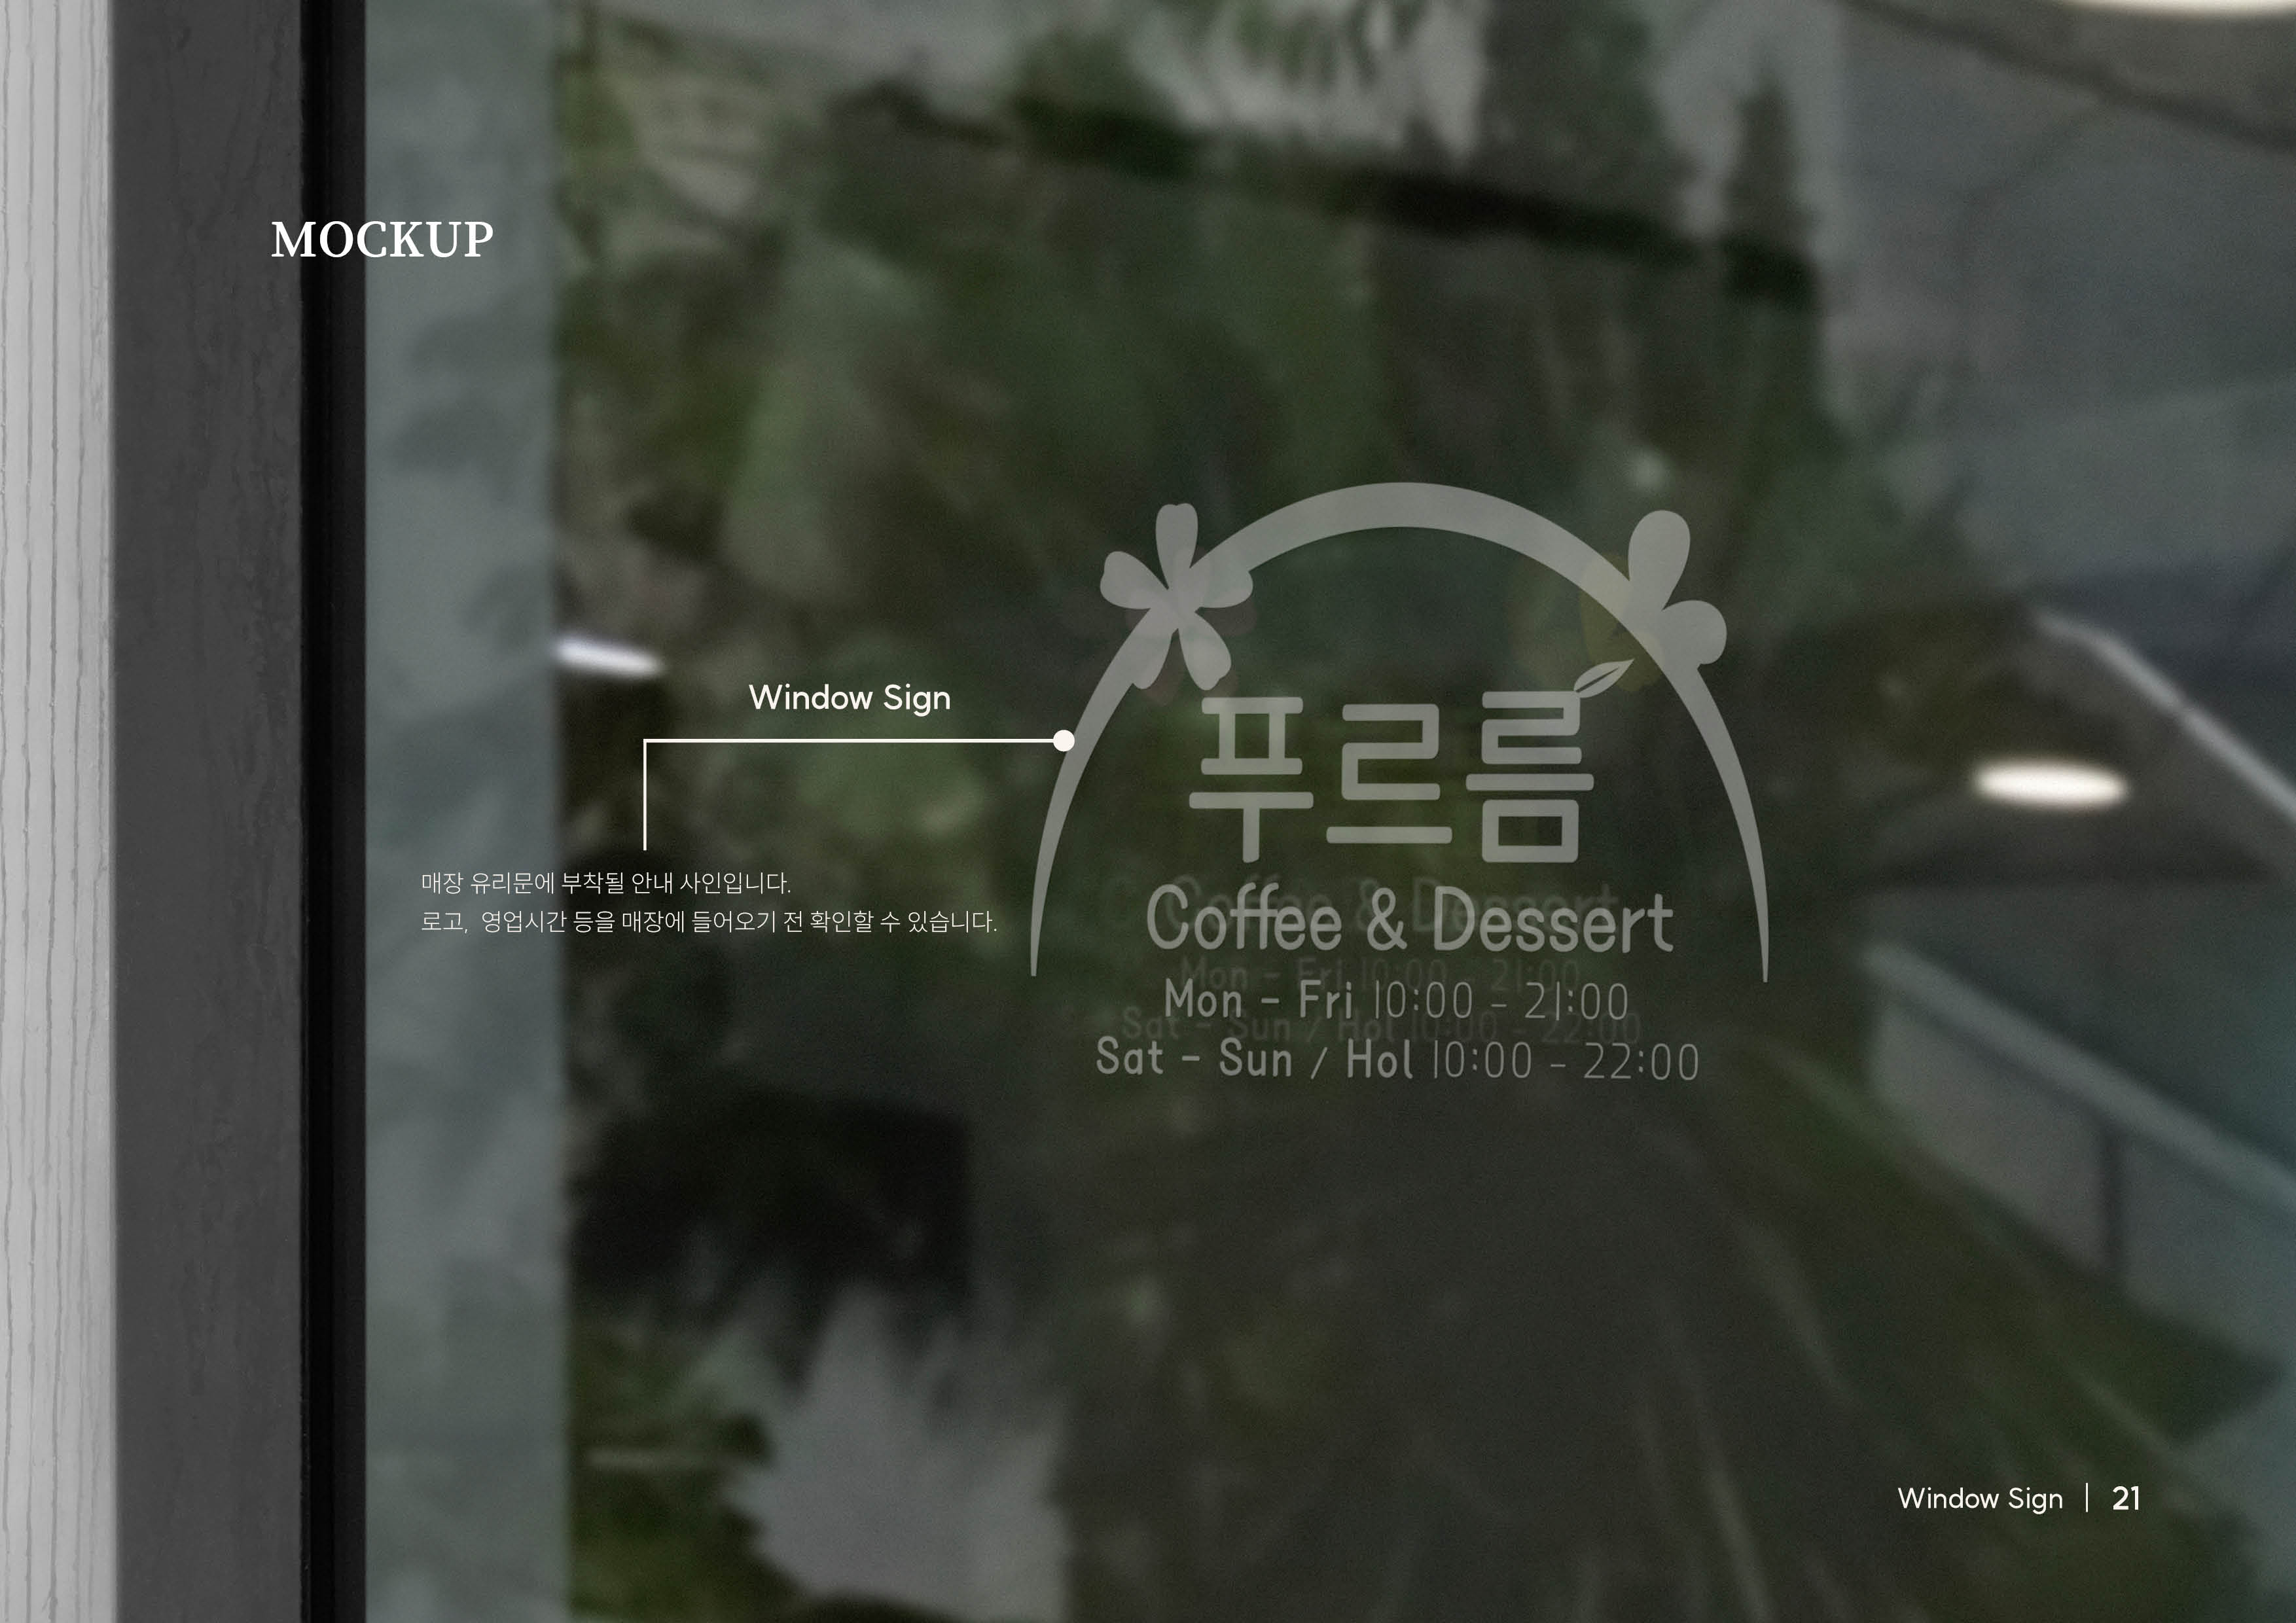 MOCKUP
Window Sign
매장 유리문에 부착될 안내 사인입니다.
로고, 영업시간 등을 매장에 들어오기 전 확인할 수 있습니다.
푸르름
Coffee & Dessert
Mon - Fri 10:00 - 21:00
Sat - Sun / Hol 10:00 - 22:00
Window Sign | 21